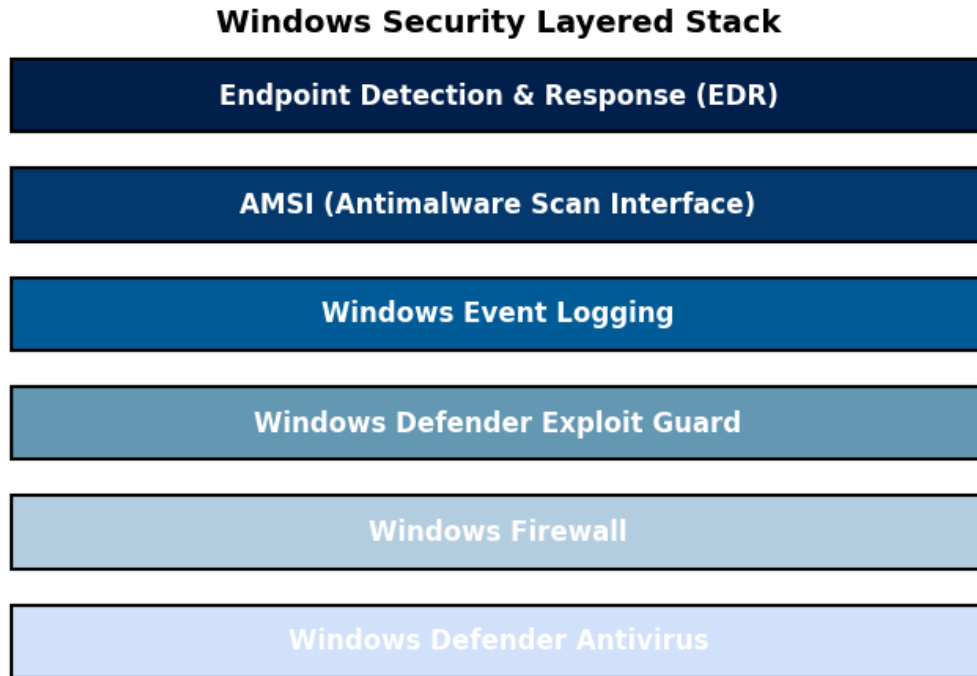 Windows Security Layered Stack
Endpoint Detection & Response (EDR)
AMSI (Antimalware Scan Interface)
Windows Event Logging
Windows Defender Exploit Guard
Windows Firewall
Windows Defender Antivirus